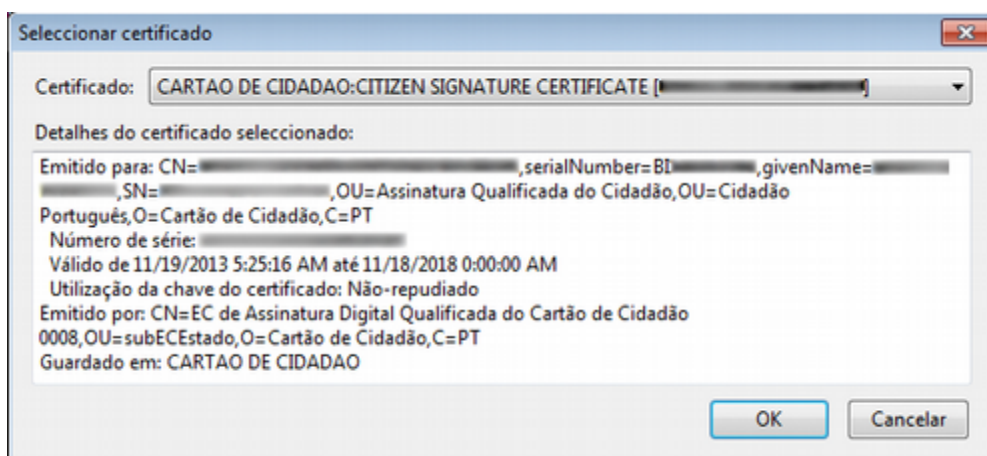 Seleccionar certificado
Certificado: CARTAO DE CIDADAO:CITIZEN SIGNATURE CERTIFICATE []
Detalhes do certificado seleccionado:
Emitido para: CN= ,serialNumber=BI ,givenName=
,SN= ,OU=Assinatura Qualificada do Cidadão,OU=Cidadão
Português,O=Cartão de Cidadão,C=PT
Número de série:
Válido de 11/19/2013 5:25:16 AM até 11/18/2018 0:00:00 AM
Utilização da chave do certificado: Não-repudiado
Emitido por: CN=EC de Assinatura Digital Qualificada do Cartão de Cidadão
0008,OU=subECEstado,O=Cartão de Cidadão,C=PT
Guardado em: CARTAO DE CIDADAO
OK Cancelar